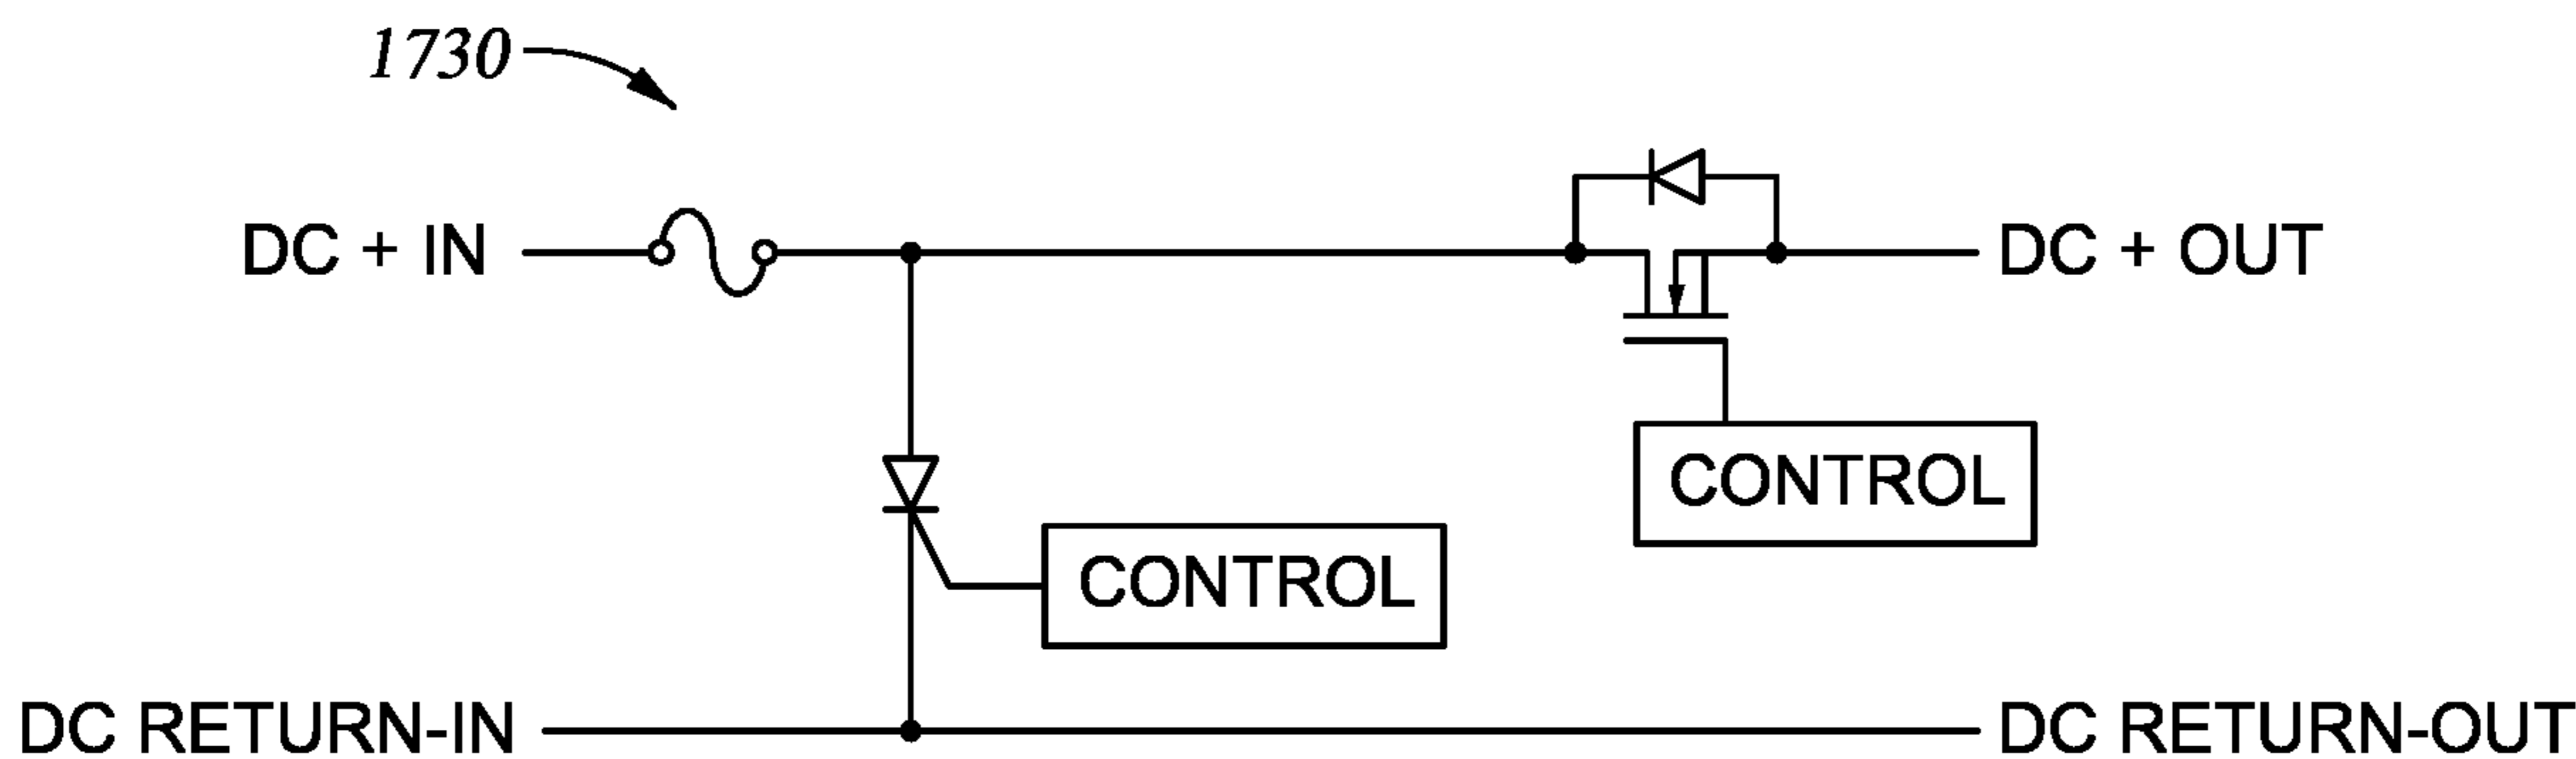 1730
DC + IN
DC + OUT
CONTROL
CONTROL
DC RETURN-IN
DC RETURN-OUT